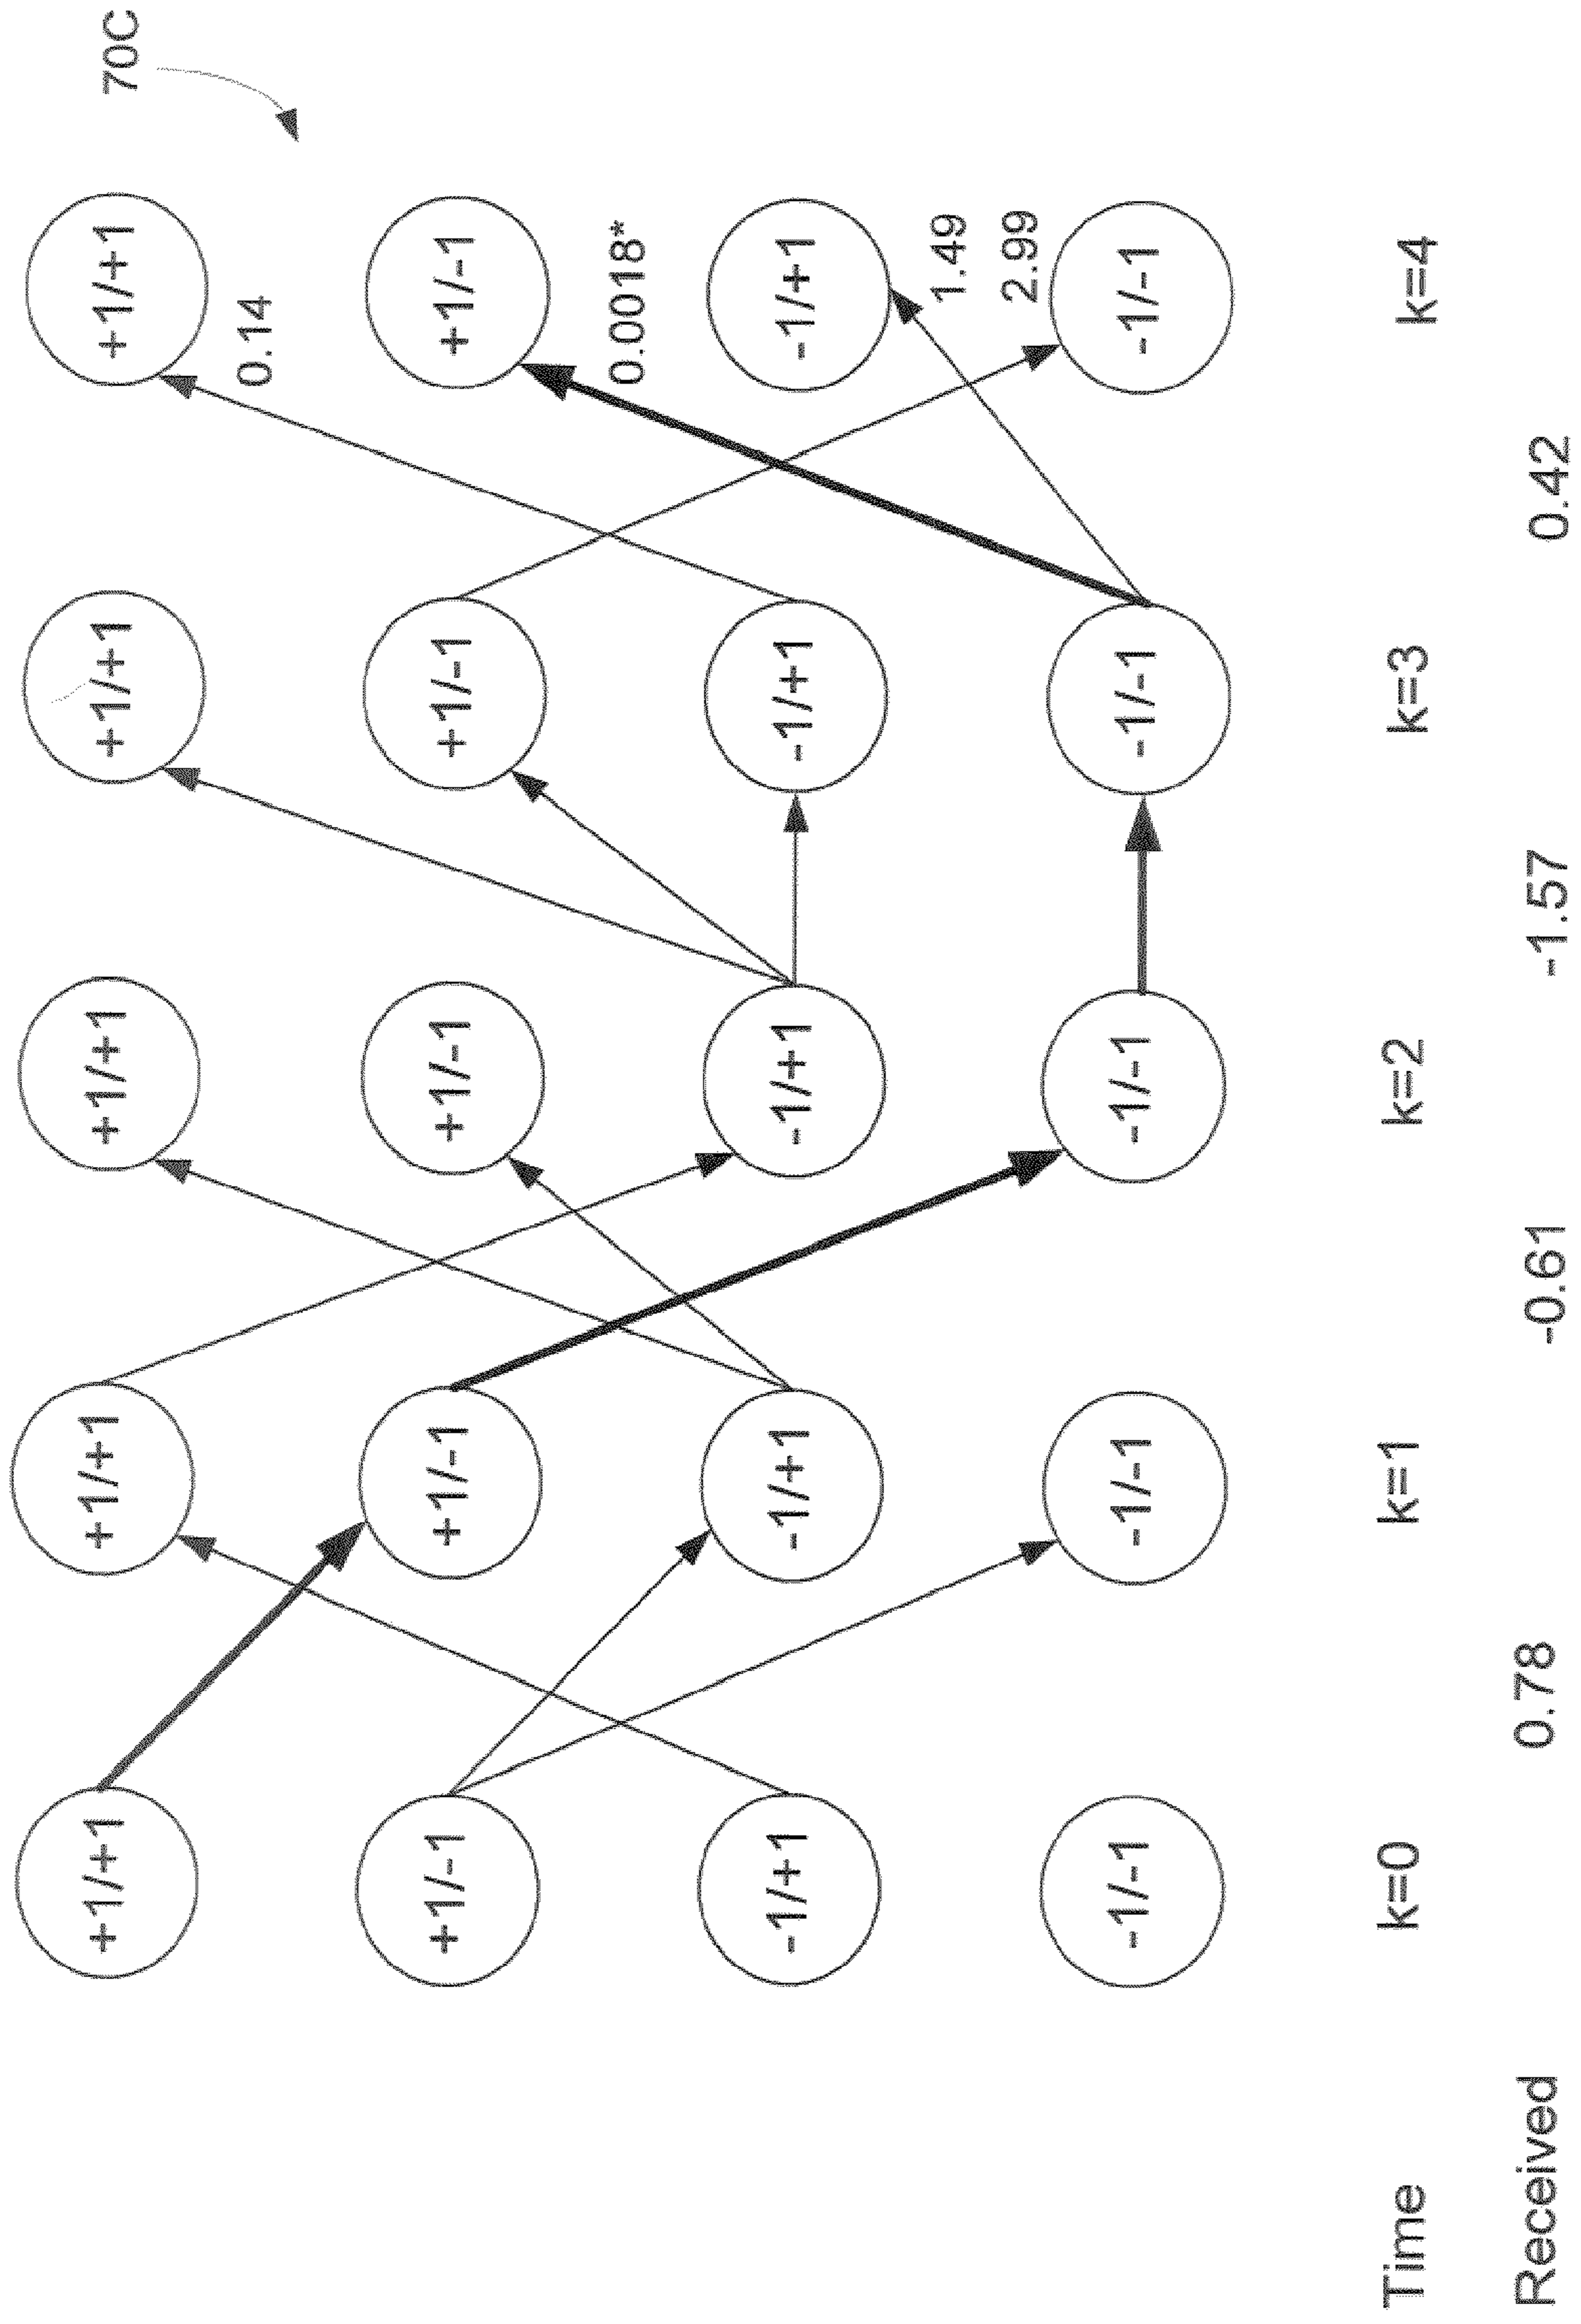 70C
+1/+1 +1/+1 +1/+1 +1/+1 +1/+1
0.14
+1/-1 +1/-1 +1/-1 +1/-1 +1/-1
0.0018*
-1/+1 -1/+1 -1/+1 -1/+1 -1/+1
1.49
2.99
-1/-1 -1/-1 -1/-1 -1/-1 -1/-1
Time k=0 k=1 k=2 k=3 k=4
Received 0.78 -0.61 -1.57 0.42